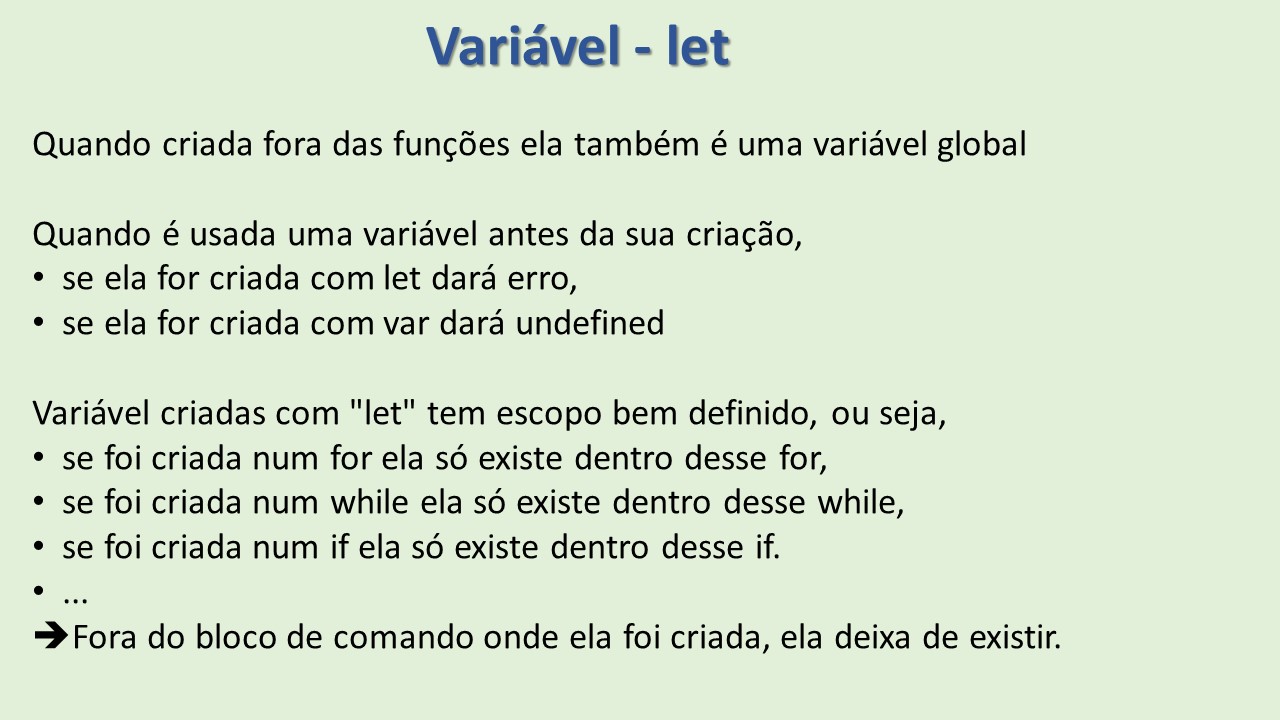 Variável - let
Quando criada fora das funções ela também é uma variável global
Quando é usada uma variável antes da sua criação,
• se ela for criada com let dará erro,
• se ela for criada com var dará undefined
Variável criadas com "let" tem escopo bem definido, ou seja,
• se foi criada num for ela só existe dentro desse for,
• se foi criada num while ela só existe dentro desse while,
• se foi criada num if ela só existe dentro desse if.
• ...
➔Fora do bloco de comando onde ela foi criada, ela deixa de existir.